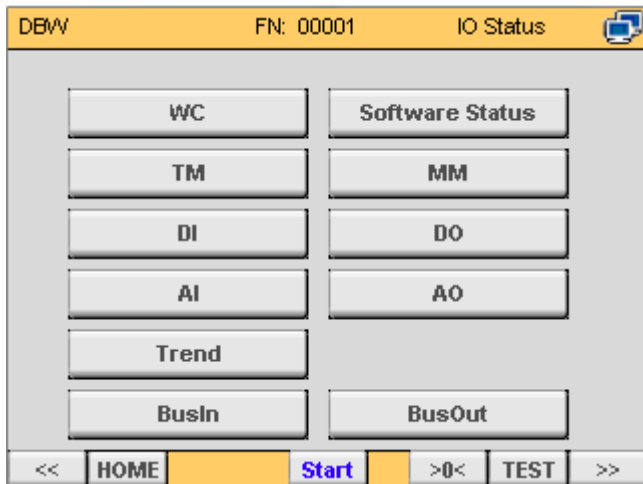 DBW FN: 00001 IO Status
WC Software Status
TM MM
DI DO
AI AO
Trend
BusIn BusOut
<< HOME Start >0< TEST >>